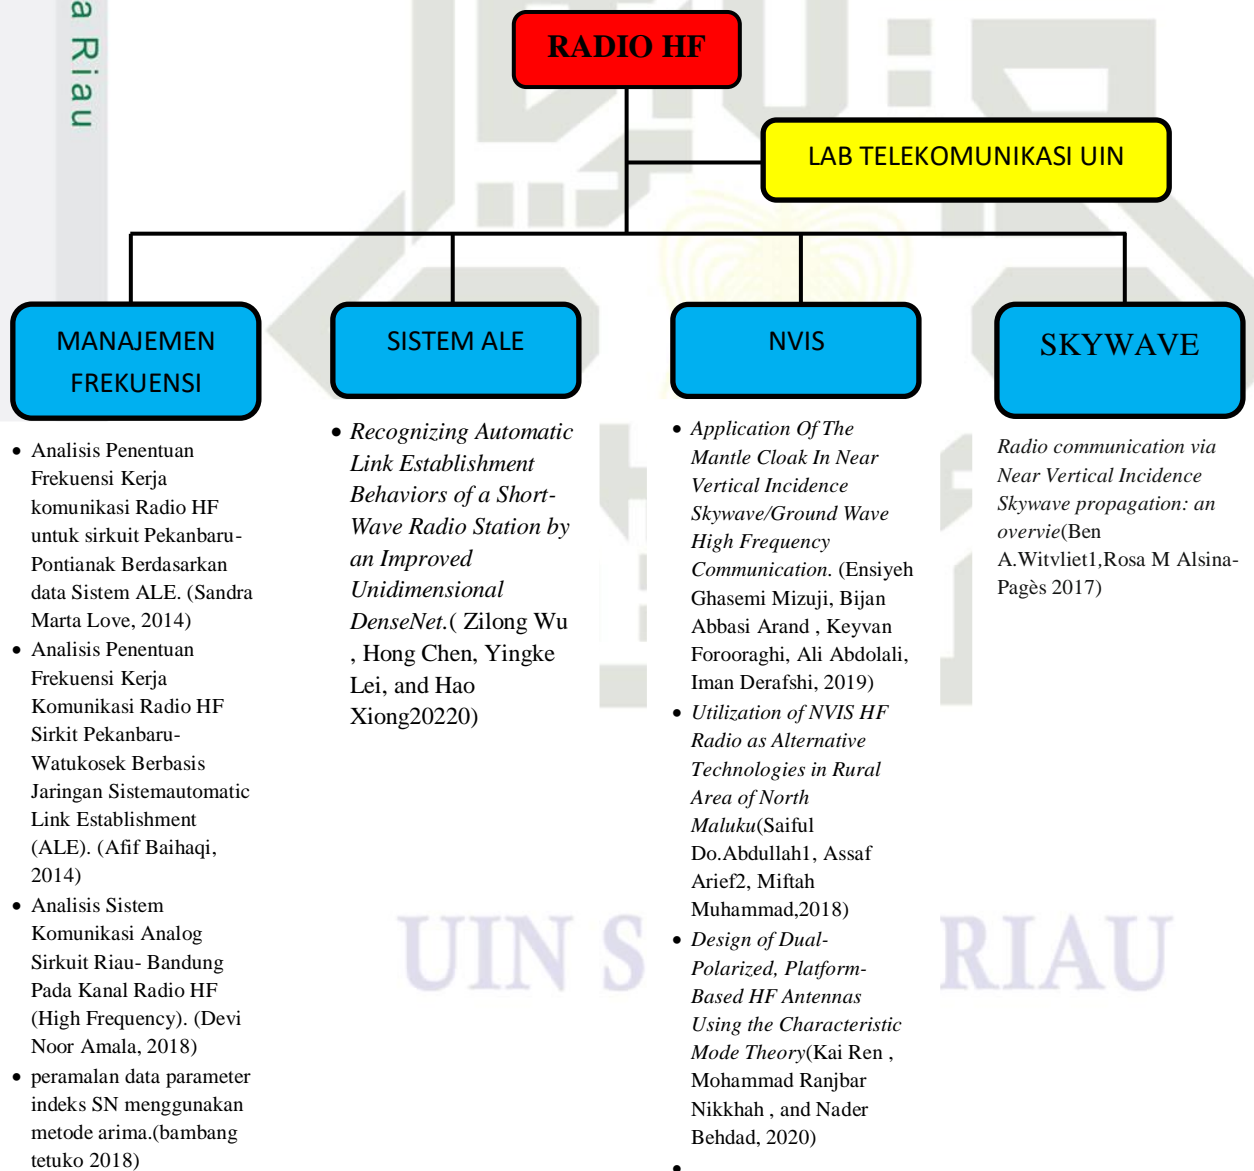 a Riau
RADIO HF
LAB TELEKOMUNIKASI UIN
MANAJEMEN
FREKUENSI
• Analisis Penentuan
Frekuensi Kerja
komunikasi Radio HF
untuk sirkuit Pekanbaru-
Pontianak Berdasarkan
data Sistem ALE. (Sandra
Marta Love, 2014)
• Analisis Penentuan
Frekuensi Kerja
Komunikasi Radio HF
Sirkit Pekanbaru-
Watukosek Berbasis
Jaringan Sistemautomatic
Link Establishment
(ALE). (Afif Baihaqi,
2014)
• Analisis Sistem
Komunikasi Analog
Sirkuit Riau- Bandung
Pada Kanal Radio HF
(High Frequency). (Devi
Noor Amala, 2018)
• peramalan data parameter
indeks SN menggunakan
metode arima.(bambang
tetuko 2018)
SISTEM ALE
• Recognizing Automatic
Link Establishment
Behaviors of a Short-
Wave Radio Station by
an Improved
Unidimensional
DenseNet.( Zilong Wu
, Hong Chen, Yingke
Lei, and Hao
Xiong20220)
NVIS
• Application Of The
Mantle Cloak In Near
Vertical Incidence
Skywave/Ground Wave
High Frequency
Communication. (Ensiyeh
Ghasemi Mizuji, Bijan
Abbasi Arand , Keyvan
Forooraghi, Ali Abdolali,
Iman Derafshi, 2019)
• Utilization of NVIS HF
Radio as Alternative
Technologies in Rural
Area of North
Maluku(Saiful
Do.Abdullah1, Assaf
Arief2, Miftah
Muhammad,2018)
• Design of Dual-
Polarized, Platform-
Based HF Antennas
Using the Characteristic
Mode Theory(Kai Ren ,
Mohammad Ranjbar
Nikkhah , and Nader
Behdad, 2020)
•
SKYWAVE
Radio communication via
Near Vertical Incidence
Skywave propagation: an
overvie(Ben
A.Witvliet1,Rosa M Alsina-
Pagès 2017)
UIN S RIAU